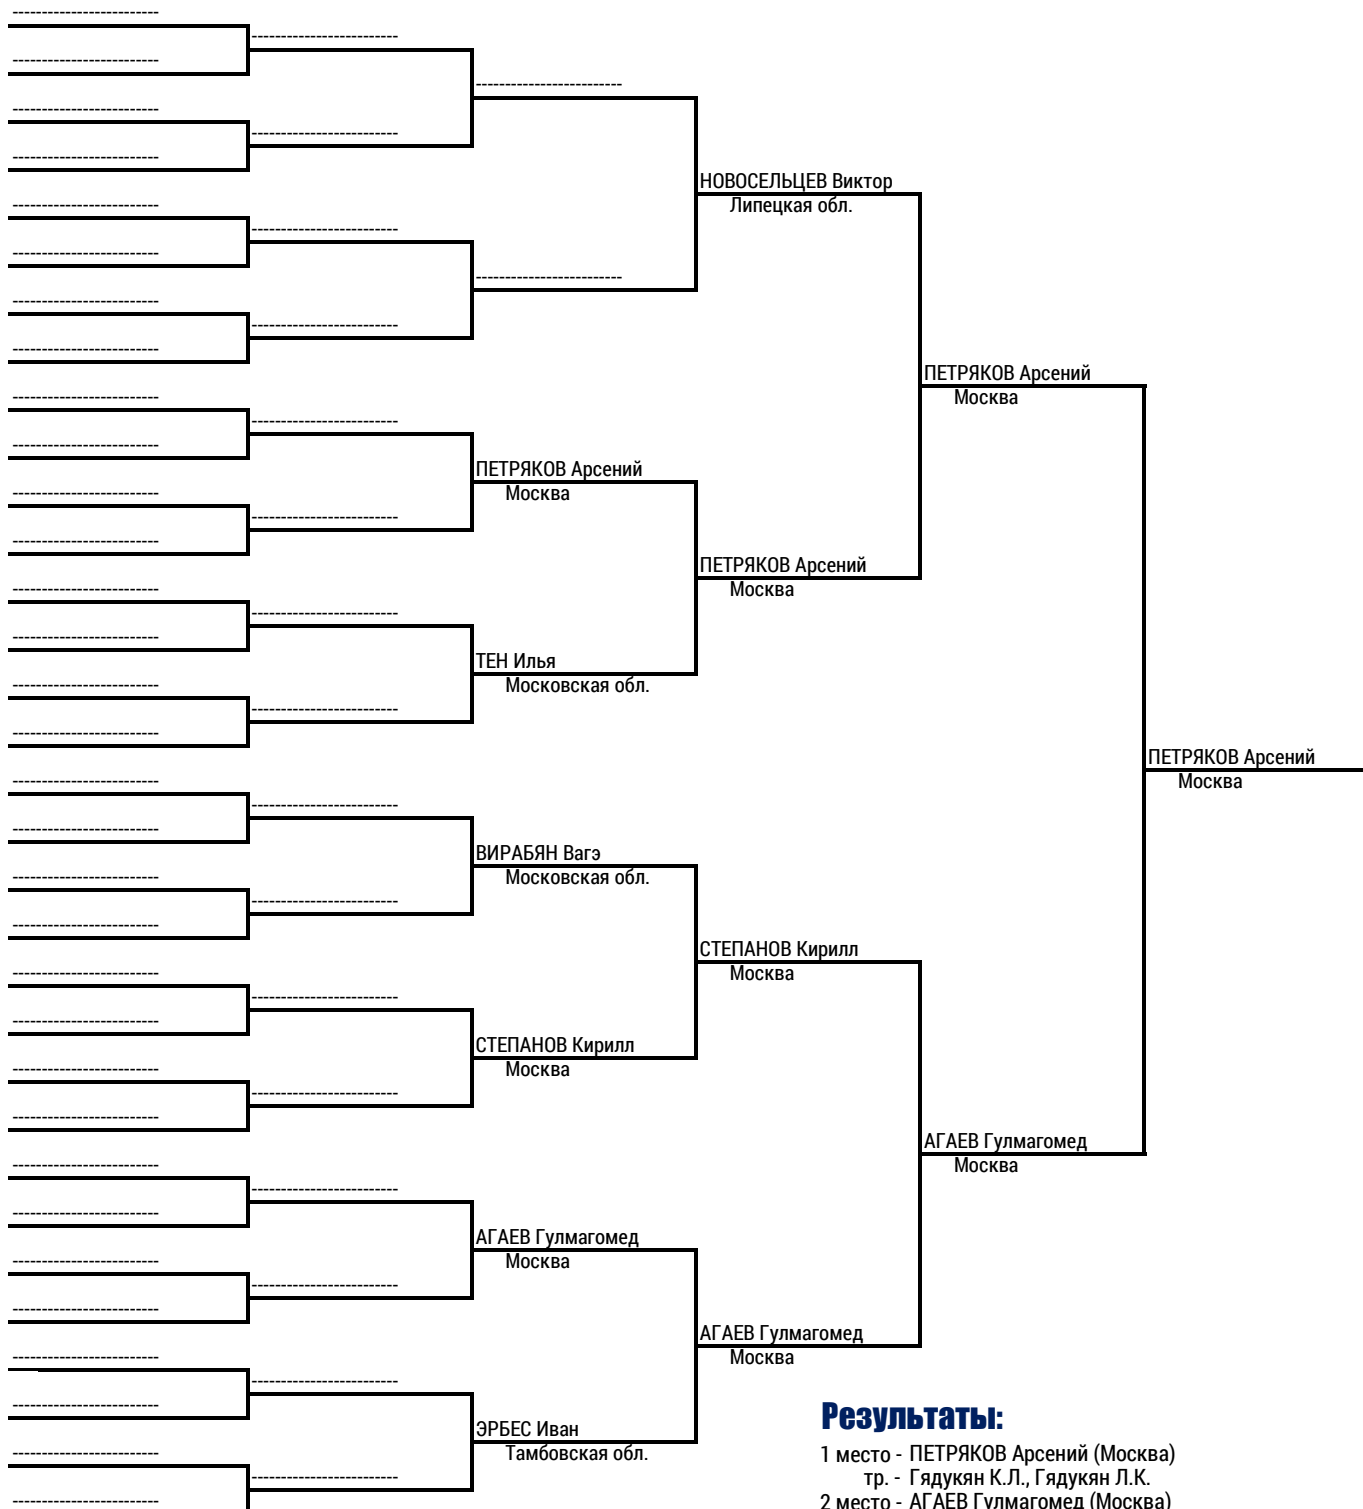 НОВОСЕЛЬЦЕВ Виктор
Липецкая обл.
ПЕТРЯКОВ Арсений
Москва
ПЕТРЯКОВ Арсений
Москва
ПЕТРЯКОВ Арсений
Москва
ТЕН Илья
Московская обл.
ПЕТРЯКОВ Арсений
Москва
ВИРАБЯН Вагэ
Московская обл.
СТЕПАНОВ Кирилл
Москва
СТЕПАНОВ Кирилл
Москва
АГАЕВ Гулмагомед
Москва
АГАЕВ Гулмагомед
Москва
АГАЕВ Гулмагомед
Москва
ЭРБЕС Иван
Тамбовская обл.
Результаты:
1 место - ПЕТРЯКОВ Арсений (Москва)
тр. - Гядукян К.Л., Гядукян Л.К.
2 место - АГАЕВ Гулмагомед (Москва)